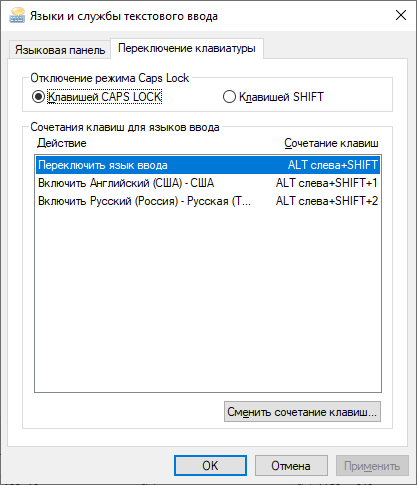 Языки и службы текстового ввода
Языковая панель Переключение клавиатуры
Отключение режима Caps Lock
Клавишей CAPS LOCK Клавишей SHIFT
Сочетания клавиш для языков ввода
Действие Сочетание клавиш
Переключить язык ввода ALT слева+SHIFT
Включить Английский (США) - США ALT слева+SHIFT+1
Включить Русский (Россия) - Русская (Т... ALT слева+SHIFT+2
Сменить сочетание клавиш...
OK Отмена Применить